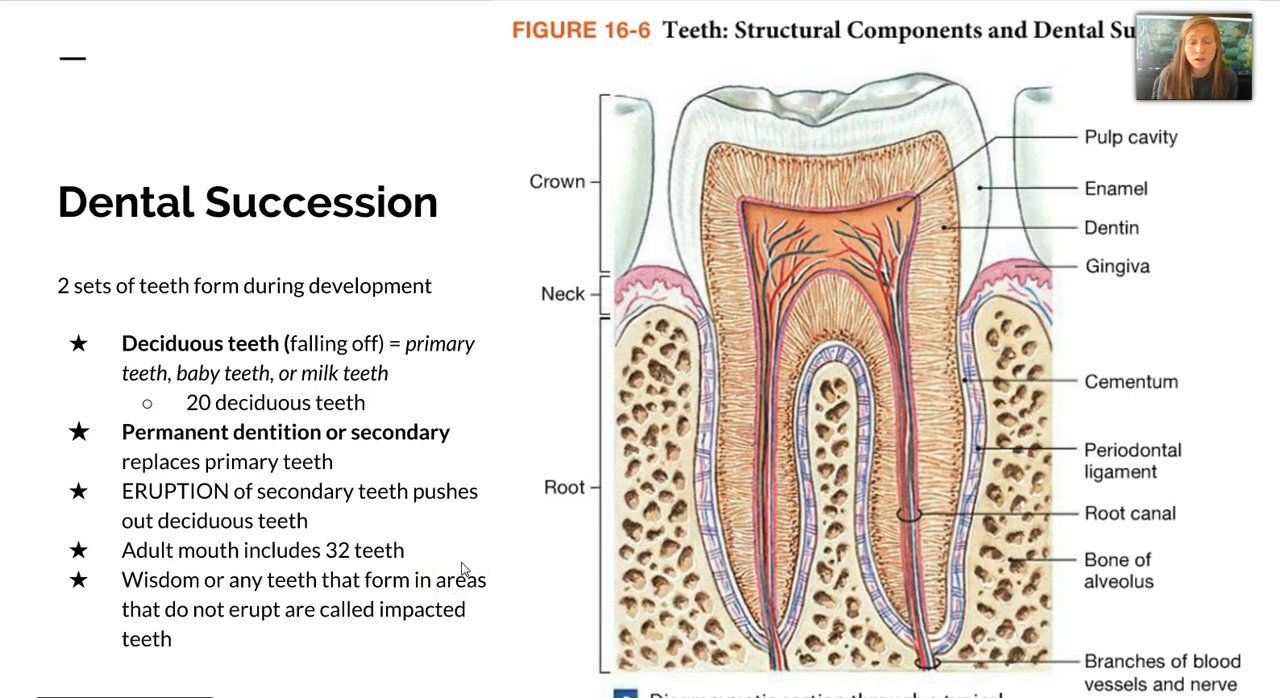 FIGURE 16-6 Teeth: Structural Components and Dental
Dental Succession
2 sets of teeth form during development
★ Deciduous teeth (falling off) = primary
teeth, baby teeth, or milk teeth
○ 20 deciduous teeth
★ Permanent dentition or secondary
replaces primary teeth
★ ERUPTION of secondary teeth pushes
out deciduous teeth
★ Adult mouth includes 32 teeth
★ Wisdom or any teeth that form in areas
that do not erupt are called impacted
teeth
Crown
Neck
Root
Pulp cavity
Enamel
Dentin
Gingiva
Cementum
Periodontal
ligament
Root canal
Bone of
alveolus
Branches of blood
vessels and nerve
Diagrammatic section through a typical